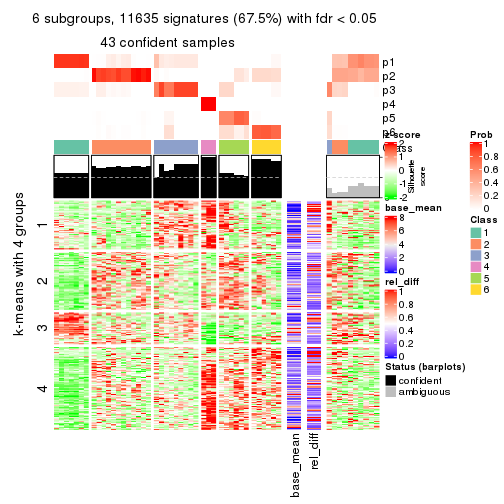 6 subgroups, 11635 signatures (67.5%) with fdr < 0.05
43 confident samples
p1
p2
p3
p4
p5
p6
Class
z-score
2
1
0
-1
-2
Silhouette
score
k-means with 4 groups
1
2
3
4
base_mean
rel_diff
base_mean
8
6
4
2
0
rel_diff
1
0.8
0.6
0.4
0.2
0
Status (barplots)
confident
ambiguous
Prob
1
0.8
0.6
0.4
0.2
0
Class
1
2
3
4
5
6